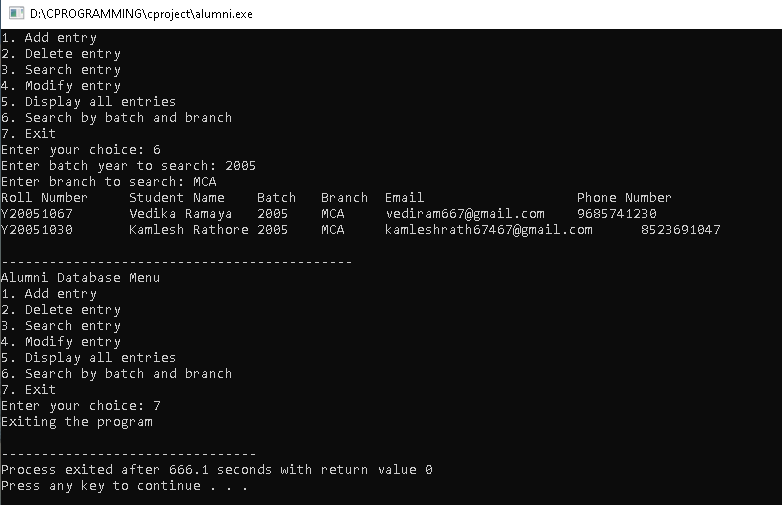 D:\CPROGRAMMING\cproject\alumni.exe
1. Add entry
2. Delete entry
3. Search entry
4. Modify entry
5. Display all entries
6. Search by batch and branch
7. Exit
Enter your choice: 6
Enter batch year to search: 2005
Enter branch to search: MCA
Roll Number     Student Name    Batch   Branch  Email                   Phone Number
Y20051067       Vedika Ramaya   2005    MCA     vediram667@gmail.com    9685741230
Y20051030       Kamlesh Rathore 2005    MCA     kamleshrath67467@gmail.com      8523691047
--------------------------------------------
Alumni Database Menu
1. Add entry
2. Delete entry
3. Search entry
4. Modify entry
5. Display all entries
6. Search by batch and branch
7. Exit
Enter your choice: 7
Exiting the program
--------------------------------
Process exited after 666.1 seconds with return value 0
Press any key to continue . . .